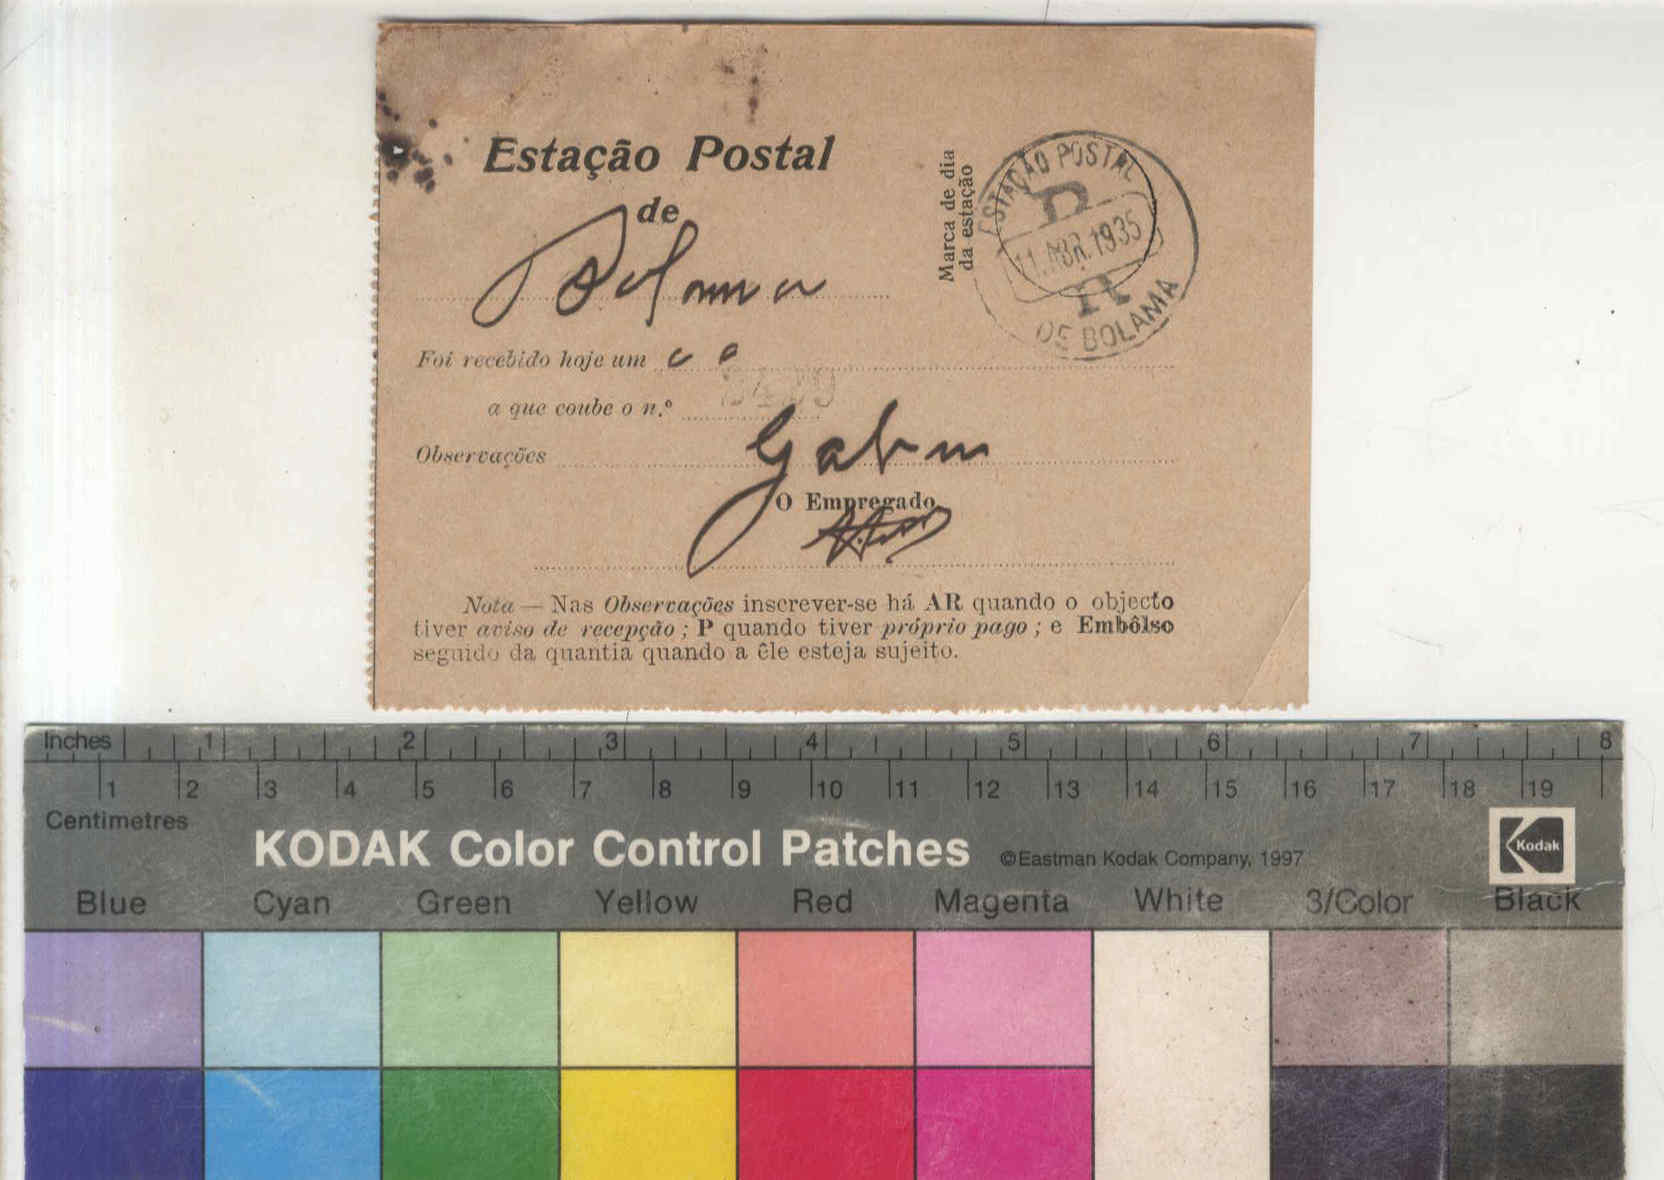 Estação Postal
de
Bolama
Marca de dia
da estação
ESTAÇÃO POSTAL
11.ABR.1935
DE BOLAMA
Foi recebido hoje um
a que coube o n.º
Observações Gabu
O Empregado
Nota — Nas Observações inscrever-se há AR quando o objecto
tiver aviso de recepção ; P quando tiver próprio pago ; e Embôlso
seguido da quantia quando a êle esteja sujeito.
Inches 1 2 3 4 5 6 7 8
1 2 3 4 5 6 7 8 9 10 11 12 13 14 15 16 17 18 19
Centimetres
KODAK Color Control Patches ©Eastman Kodak Company, 1997 Kodak
Blue Cyan Green Yellow Red Magenta White 3/Color Black